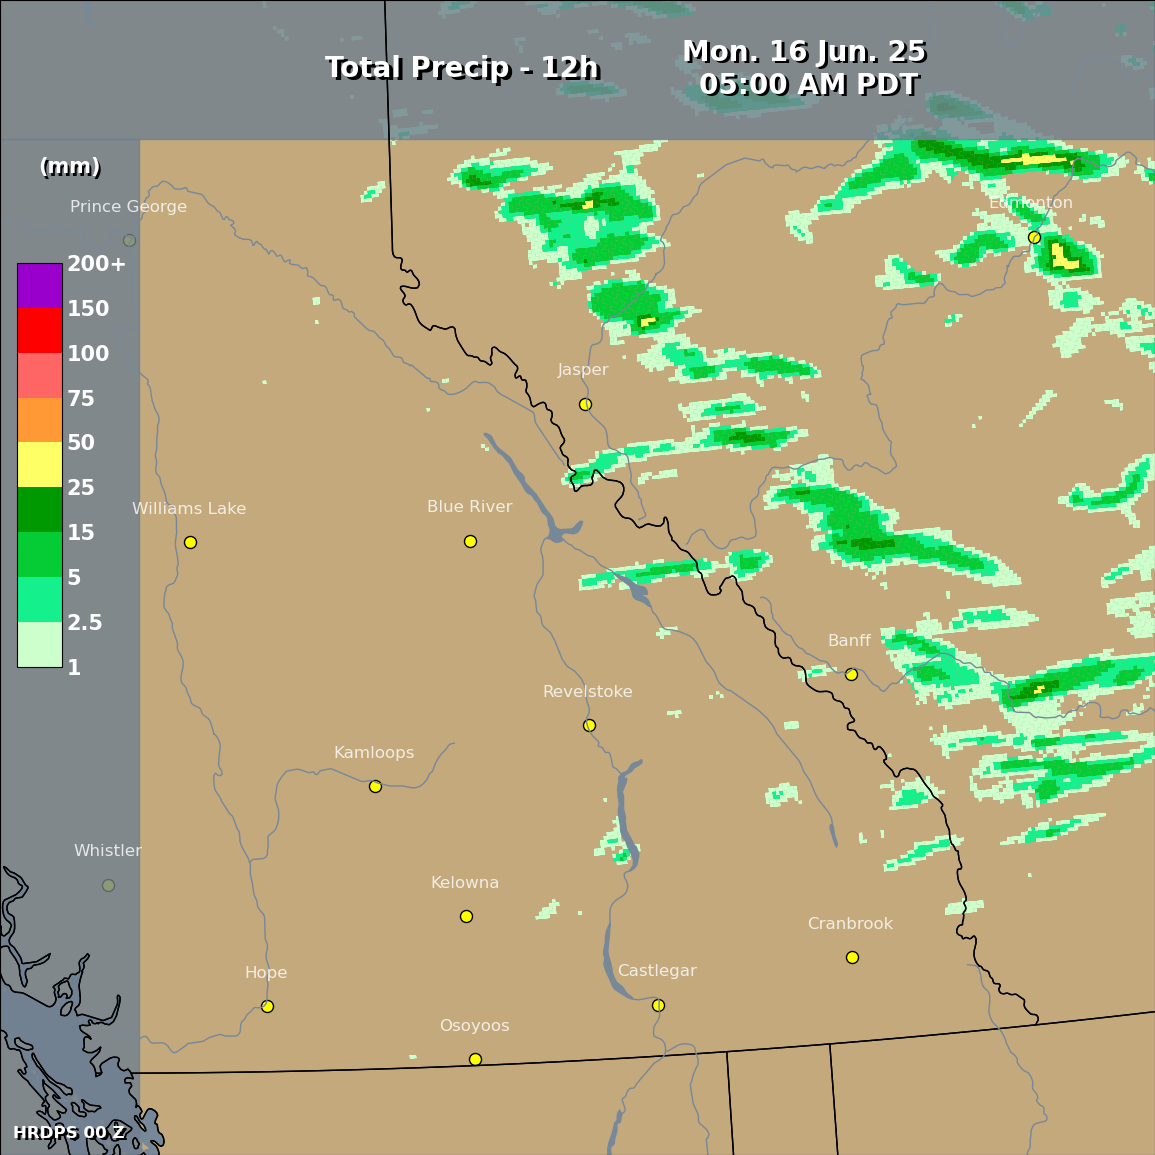 Total Precip - 12h
Mon. 16 Jun. 25
05:00 AM PDT
(mm)
Prince George
Edmonton
200+
150
100
75
50
25
15
5
2.5
1
Jasper
Williams Lake
Blue River
Banff
Revelstoke
Kamloops
Whistler
Kelowna
Cranbrook
Hope
Castlegar
Osoyoos
HRDPS 00 Z